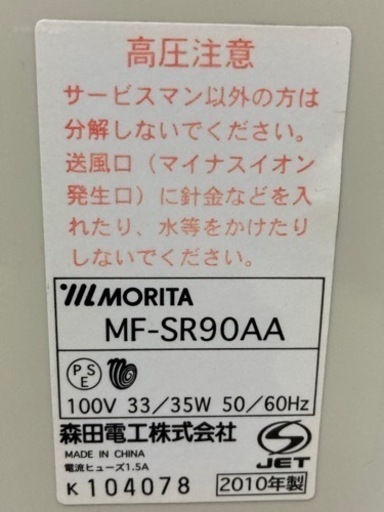 高圧注意
サービスマン以外の方は
分解しないでください。
送風口（マイナスイオン
発生口）に針金などを入
れたり、水等をかけたり
しないでください。
MORITA
MF-SR90AA
PSE
100V 33/35W 50/60Hz
森田電工株式会社
MADE IN CHINA
電流ヒューズ1.5A
JET
K104078
2010年製